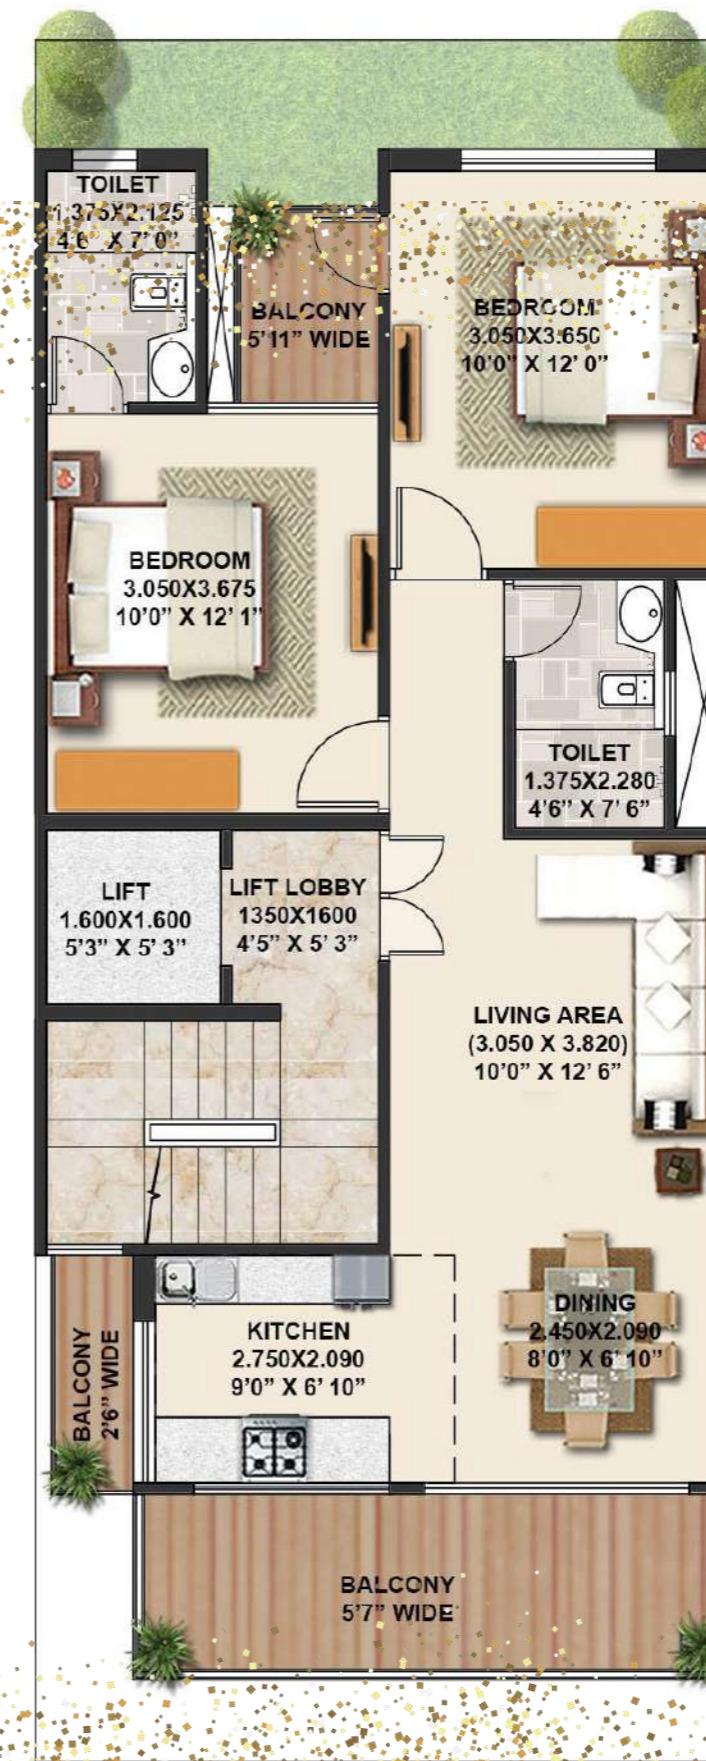 TOILET
1.375X2.125
4'6" X 7'0"
BALCONY
5'11" WIDE
BEDROOM
3.050X3.650
10'0" X 12' 0"
BEDROOM
3.050X3.675
10'0" X 12' 1"
TOILET
1.375X2.280
4'6" X 7' 6"
LIFT
1.600X1.600
5'3" X 5' 3"
LIFT LOBBY
1350X1600
4'5" X 5' 3"
LIVING AREA
(3.050 X 3.820)
10'0" X 12' 6"
DINING
2.450X2.090
8'0" X 6' 10"
KITCHEN
2.750X2.090
9'0" X 6' 10"
BALCONY
2'6" WIDE
BALCONY
5'7" WIDE